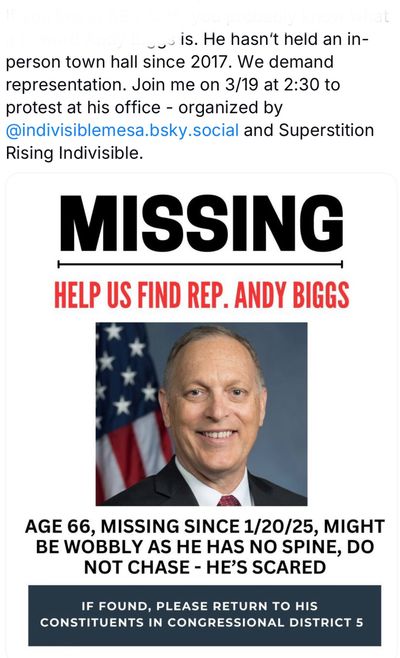 is. He hasn't held an in-
person town hall since 2017. We demand
representation. Join me on 3/19 at 2:30 to
protest at his office - organized by
@indivisiblemesa.bsky.social and Superstition
Rising Indivisible.
MISSING
HELP US FIND REP. ANDY BIGGS
AGE 66, MISSING SINCE 1/20/25, MIGHT
BE WOBBLY AS HE HAS NO SPINE, DO
NOT CHASE - HE'S SCARED
IF FOUND, PLEASE RETURN TO HIS
CONSTITUENTS IN CONGRESSIONAL DISTRICT 5